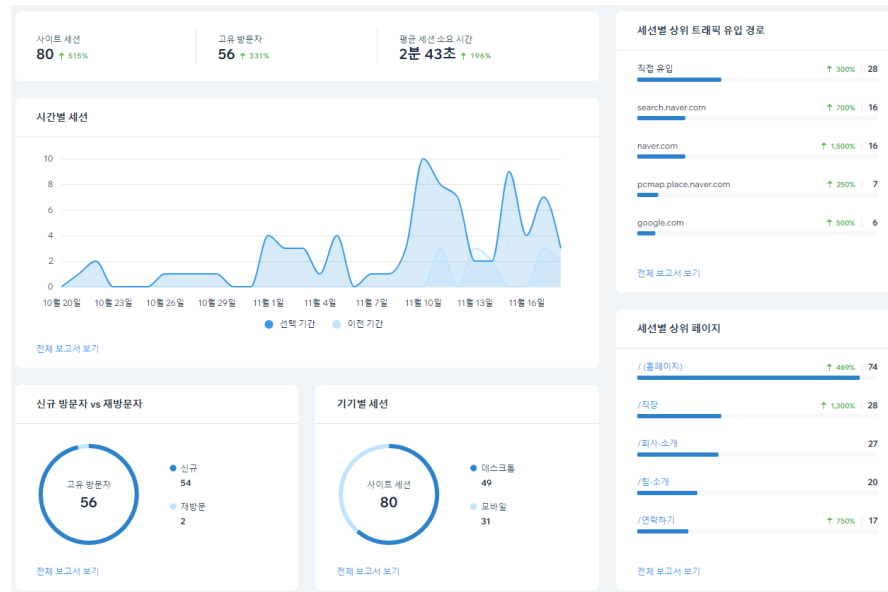 사이트 세션
80 ↑ 515%
고유 방문자
56 ↑ 331%
평균 세션 소요 시간
2분 43초 ↑ 196%
시간별 세션
10
8
6
4
2
0
10월 20일 10월 23일 10월 26일 10월 29일 11월 1일 11월 4일 11월 7일 11월 10일 11월 13일 11월 16일
선택 기간 이전 기간
전체 보고서 보기
신규 방문자 vs 재방문자
고유 방문자
56
신규
54
재방문
2
전체 보고서 보기
기기별 세션
사이트 세션
80
데스크톱
49
모바일
31
전체 보고서 보기
세션별 상위 트래픽 유입 경로
직접 유입 ↑ 300% 28
search.naver.com ↑ 700% 16
naver.com ↑ 1,500% 16
pcmap.place.naver.com ↑ 250% 7
google.com ↑ 500% 6
전체 보고서 보기
세션별 상위 페이지
/ (홈페이지) ↑ 469% 74
/직장 ↑ 1,300% 28
/회사-소개 27
/팀-소개 20
/연락하기 ↑ 750% 17
전체 보고서 보기